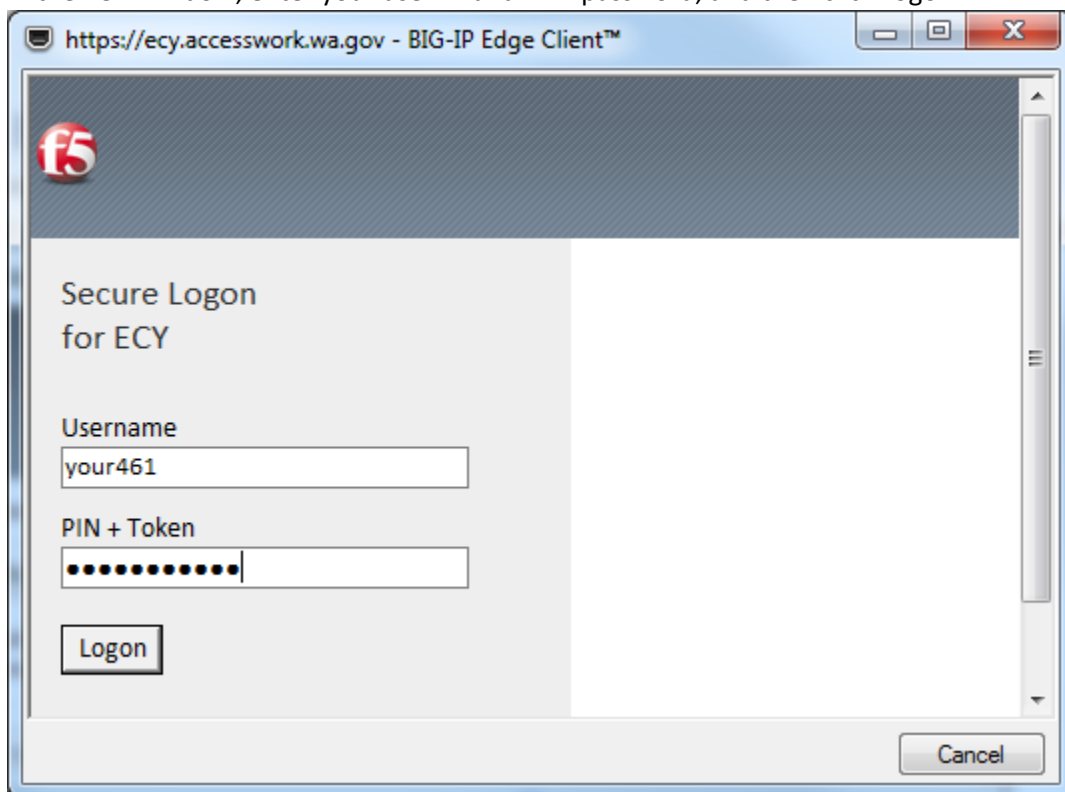 https://ecy.accesswork.wa.gov - BIG-IP Edge Client™
f5
Secure Logon
for ECY
Username
your461
PIN + Token
●●●●●●●●●●●
Logon
Cancel